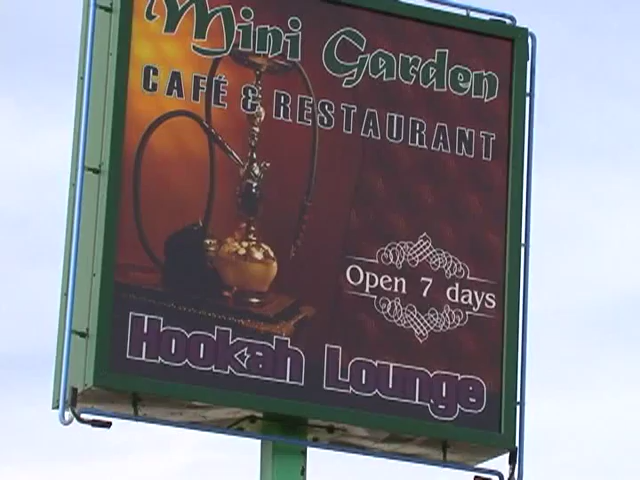 Mini Garden
CAFÉ & RESTAURANT
Open 7 days
Hookah Lounge